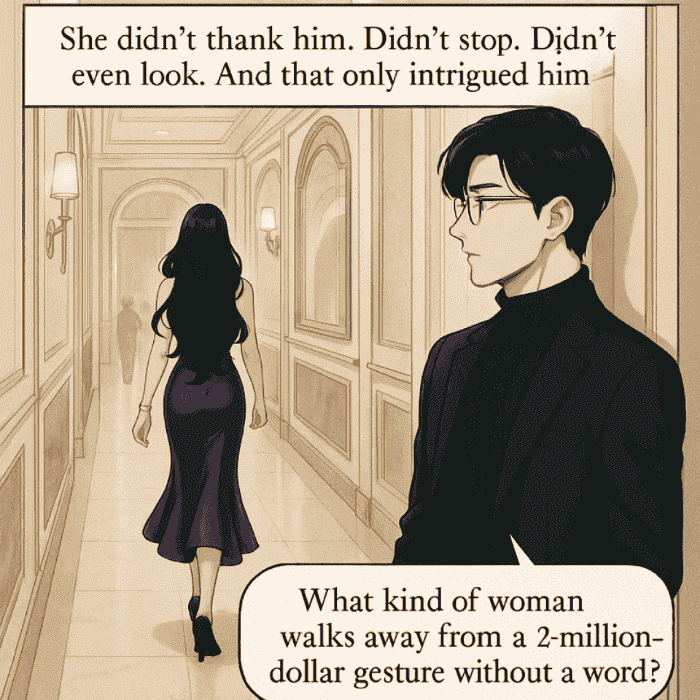 She didn’t thank him. Didn’t stop. Dịdn’t
even look. And that only intrigued him
What kind of woman
walks away from a 2-million-
dollar gesture without a word?